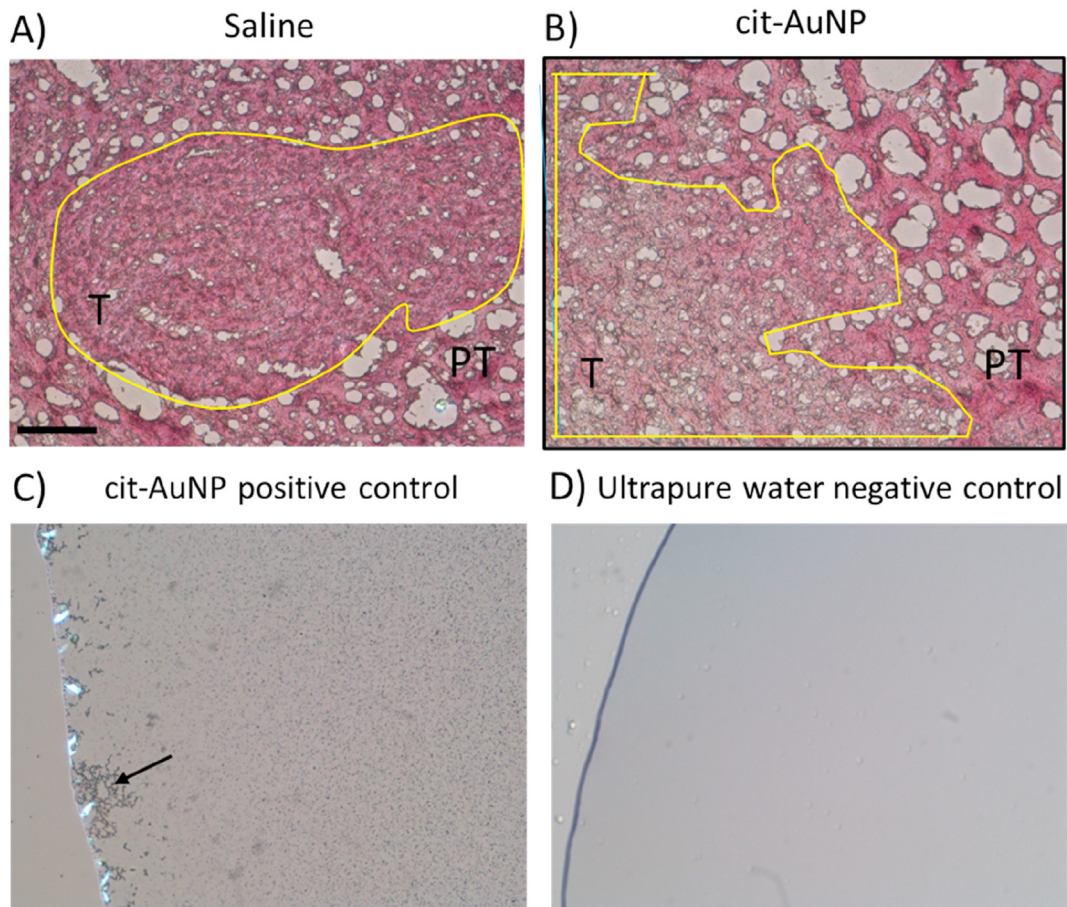 A) Saline
B) cit-AuNP
T
PT
T
PT
C) cit-AuNP positive control
D) Ultrapure water negative control